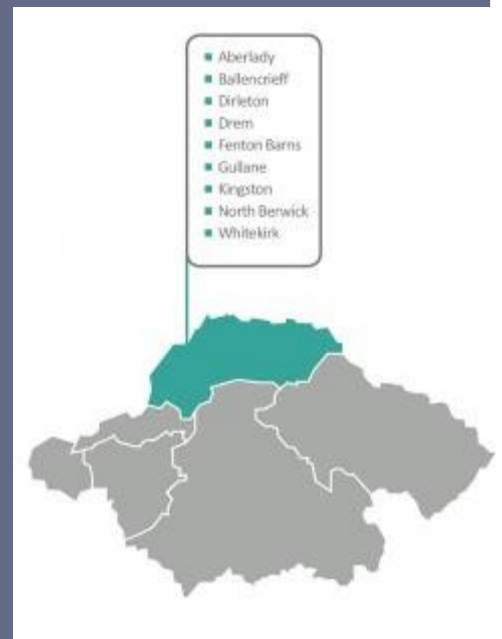 Aberlady
Ballencrieff
Dirleton
Drem
Fenton Barns
Gullane
Kingston
North Berwick
Whitekirk